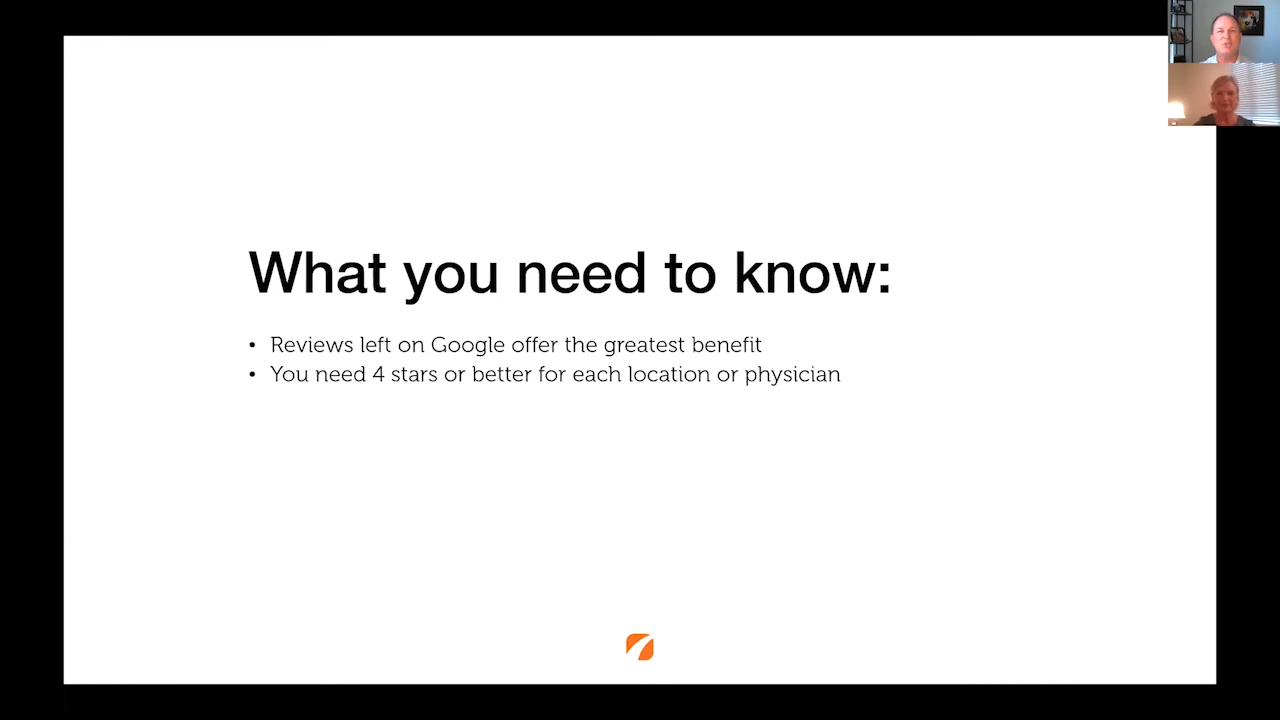 What you need to know:
• Reviews left on Google offer the greatest benefit
• You need 4 stars or better for each location or physician